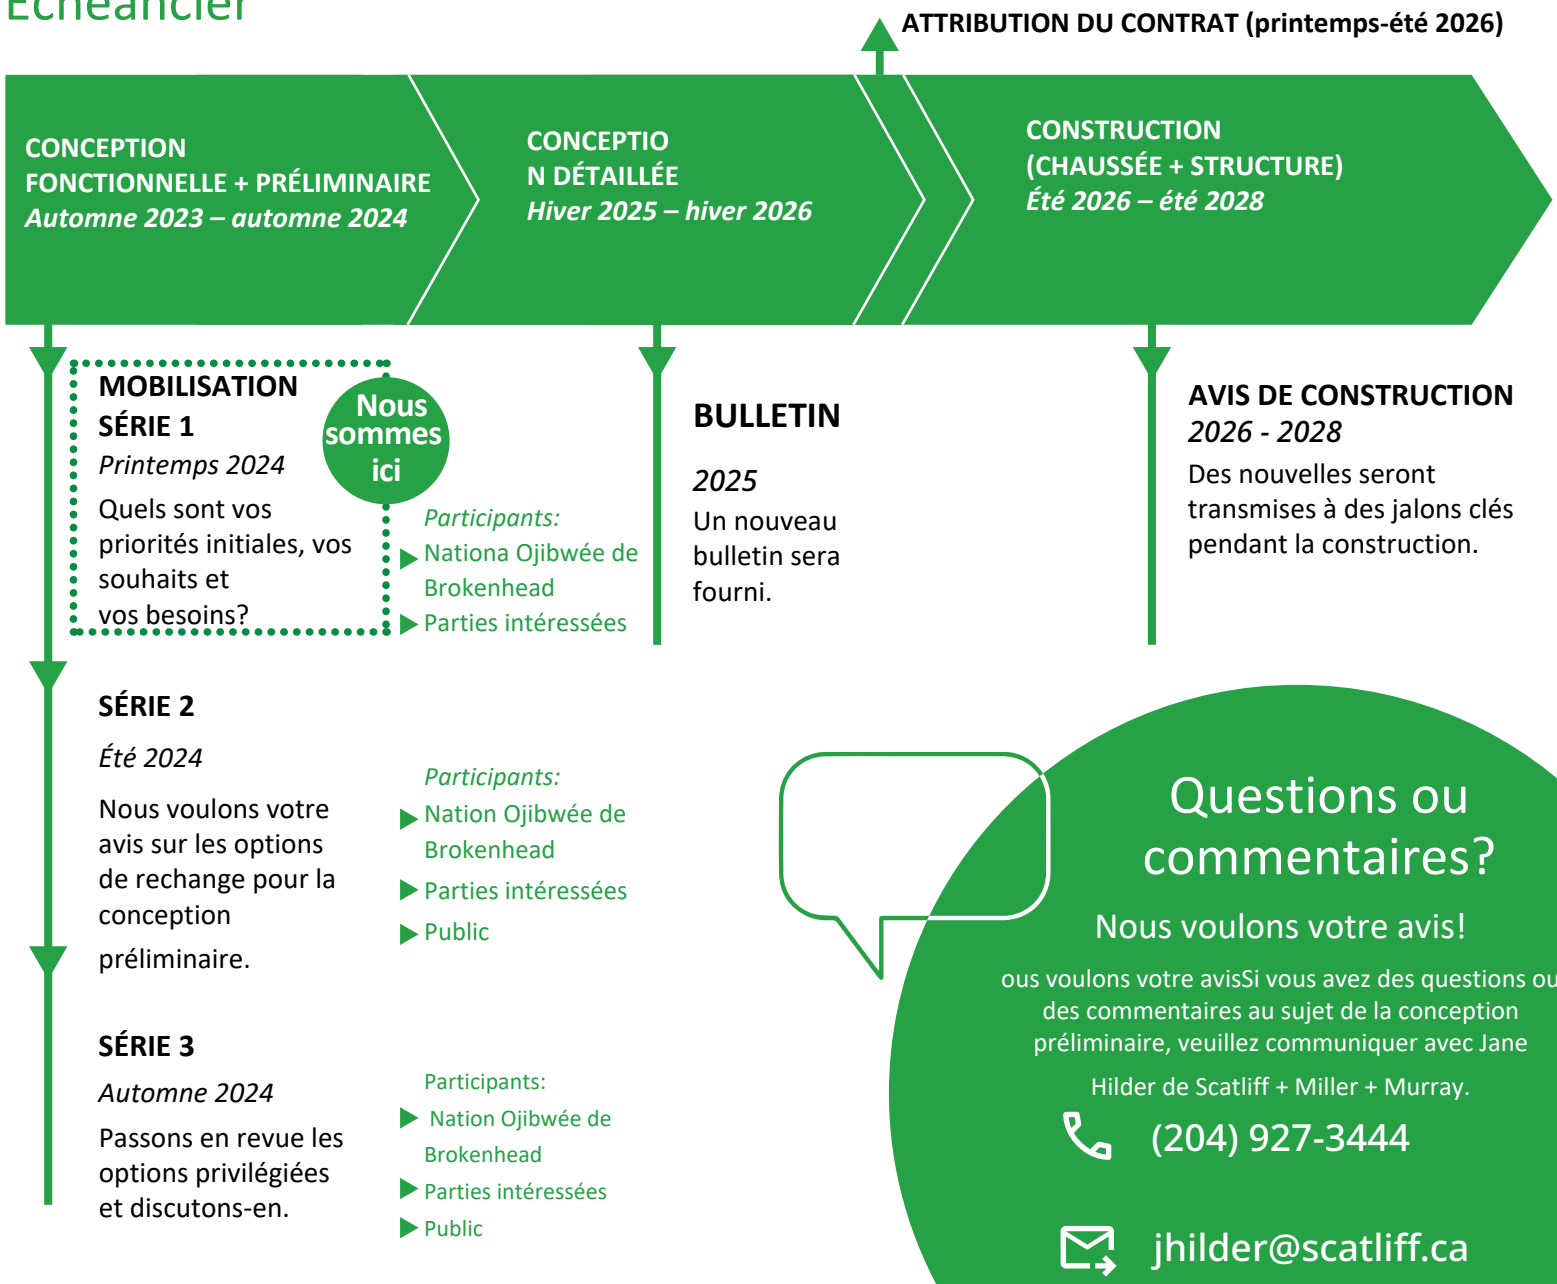 Échéancier
ATTRIBUTION DU CONTRAT (printemps-été 2026)
CONCEPTION
FONCTIONNELLE + PRÉLIMINAIRE
Automne 2023 – automne 2024
CONCEPTIO
N DÉTAILLÉE
Hiver 2025 – hiver 2026
CONSTRUCTION
(CHAUSSÉE + STRUCTURE)
Été 2026 – été 2028
MOBILISATION
SÉRIE 1
Printemps 2024
Quels sont vos
priorités initiales, vos
souhaits et
vos besoins?
Nous
sommes
ici
Participants:
Nationa Ojibwée de
Brokenhead
Parties intéressées
BULLETIN
2025
Un nouveau
bulletin sera
fourni.
AVIS DE CONSTRUCTION
2026 - 2028
Des nouvelles seront
transmises à des jalons clés
pendant la construction.
SÉRIE 2
Été 2024
Nous voulons votre
avis sur les options
de rechange pour la
conception
préliminaire.
Participants:
Nation Ojibwée de
Brokenhead
Parties intéressées
Public
SÉRIE 3
Automne 2024
Passons en revue les
options privilégiées
et discutons-en.
Participants:
Nation Ojibwée de
Brokenhead
Parties intéressées
Public
Questions ou
commentaires?
Nous voulons votre avis!
ous voulons votre avisSi vous avez des questions ou
des commentaires au sujet de la conception
préliminaire, veuillez communiquer avec Jane
Hilder de Scatliff + Miller + Murray.
(204) 927-3444
jhilder@scatliff.ca